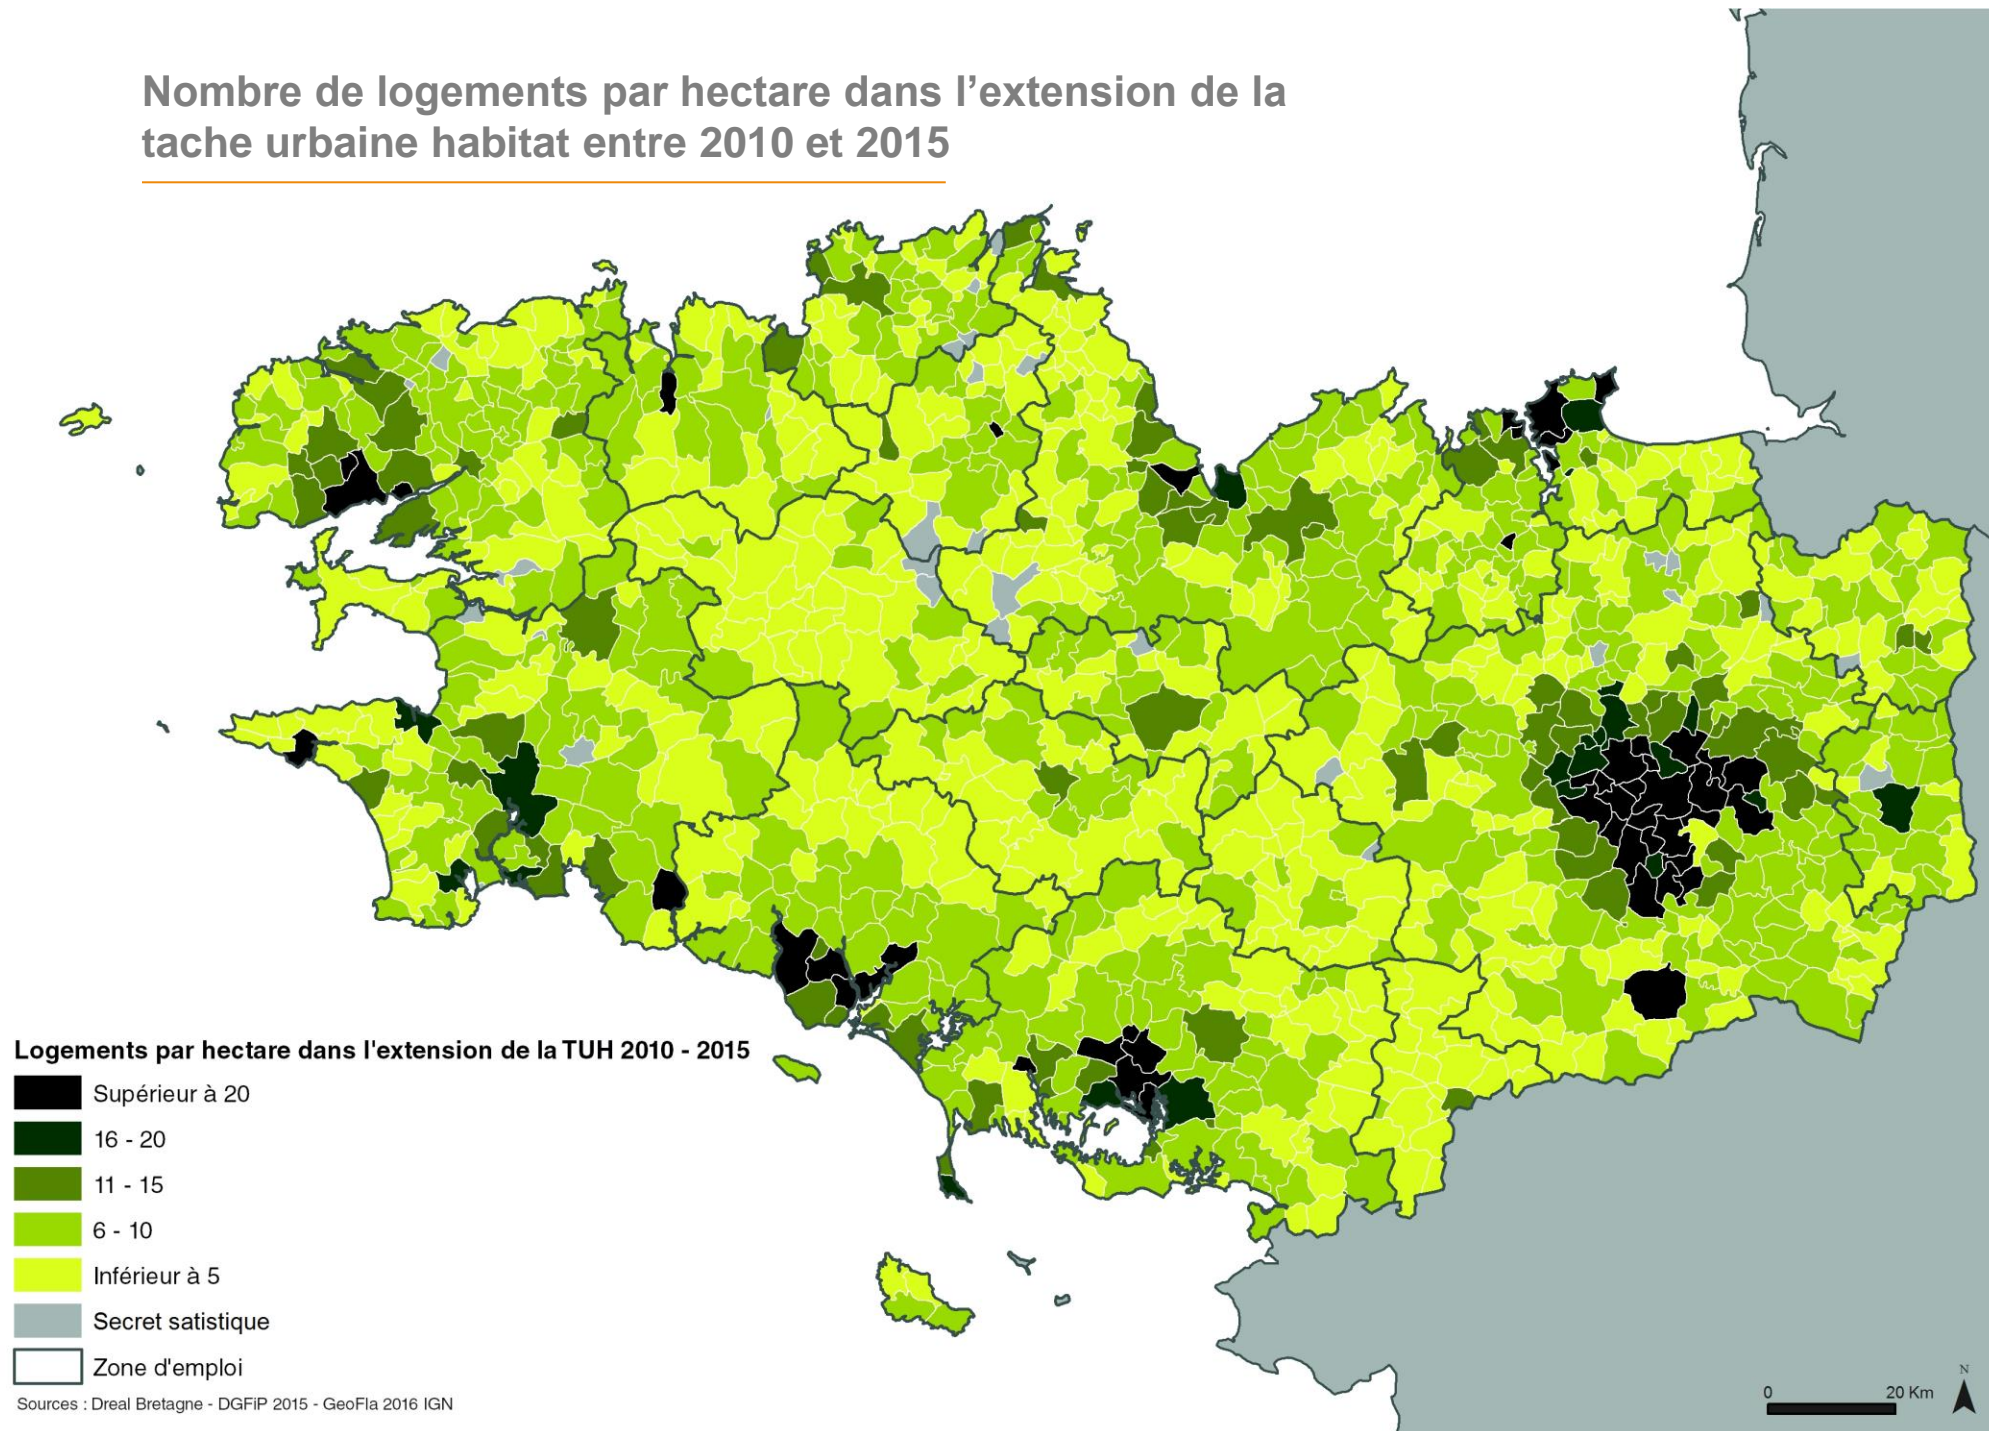 Nombre de logements par hectare dans l’extension de la
tache urbaine habitat entre 2010 et 2015
Logements par hectare dans l'extension de la TUH 2010 - 2015
Supérieur à 20
16 - 20
11 - 15
6 - 10
Inférieur à 5
Secret satistique
Zone d'emploi
Sources : Dreal Bretagne - DGFiP 2015 - GeoFla 2016 IGN
0 20 Km
N